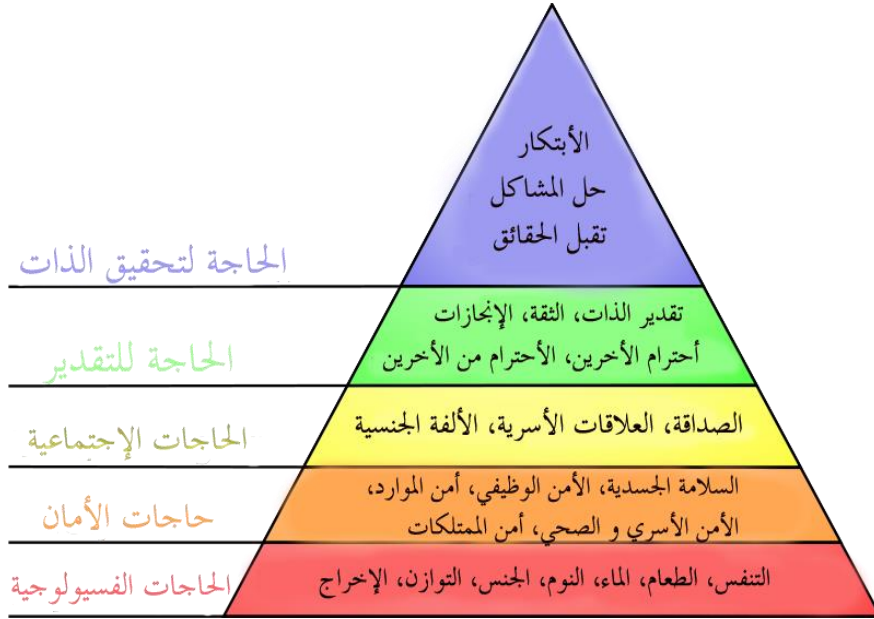 الأبتكار
حل المشاكل
تقبل الحقائق
الحاجة لتحقيق الذات
تقدير الذات، الثقة، الإنجازات
أحترام الأخرين، الأحترام من الأخرين
الحاجة للتقدير
الصداقة، العلاقات الأسرية، الألفة الجنسية
الحاجات الإجتماعية
السلامة الجسدية، الأمن الوظيفي، أمن الموارد،
الأمن الأسري و الصحي، أمن الممتلكات
حاجات الأمان
التنفس، الطعام، الماء، النوم، الجنس، التوازن، الإخراج
الحاجات الفسيولوجية